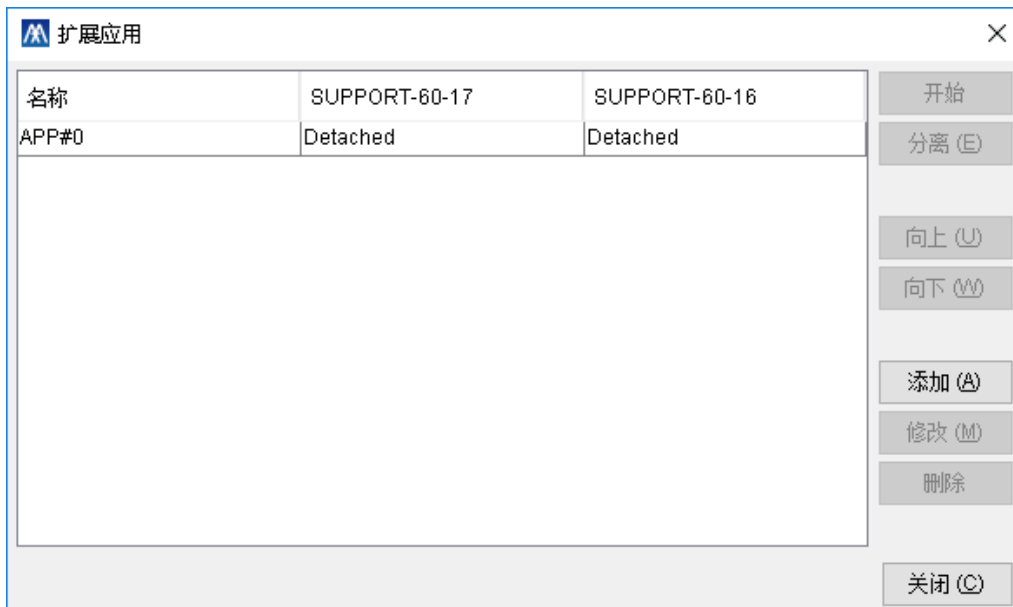 扩展应用
名称 SUPPORT-60-17 SUPPORT-60-16
APP#0 Detached Detached
开始
分离 (E)
向上 (U)
向下 (W)
添加 (A)
修改 (M)
删除
关闭 (C)